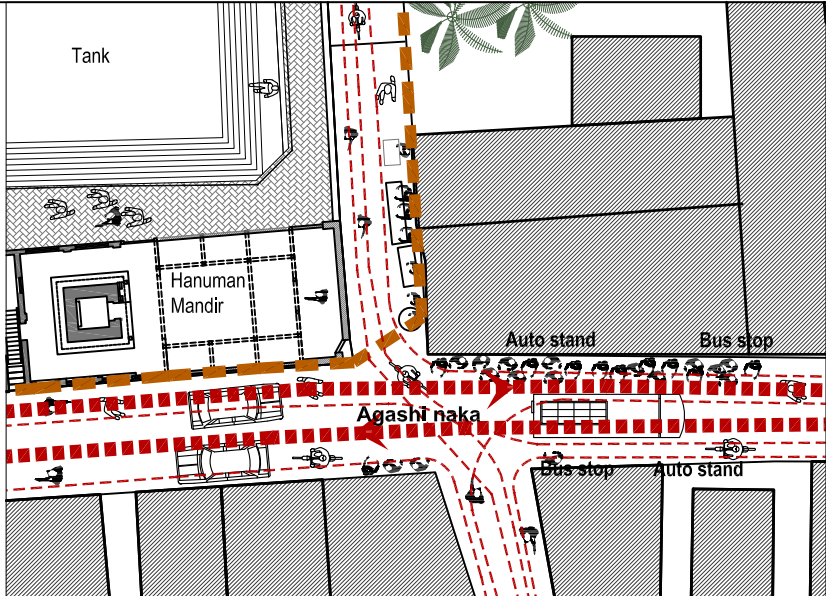 Tank
Hanuman
Mandir
Auto stand
Bus stop
Agashi naka
Bus stop
Auto stand